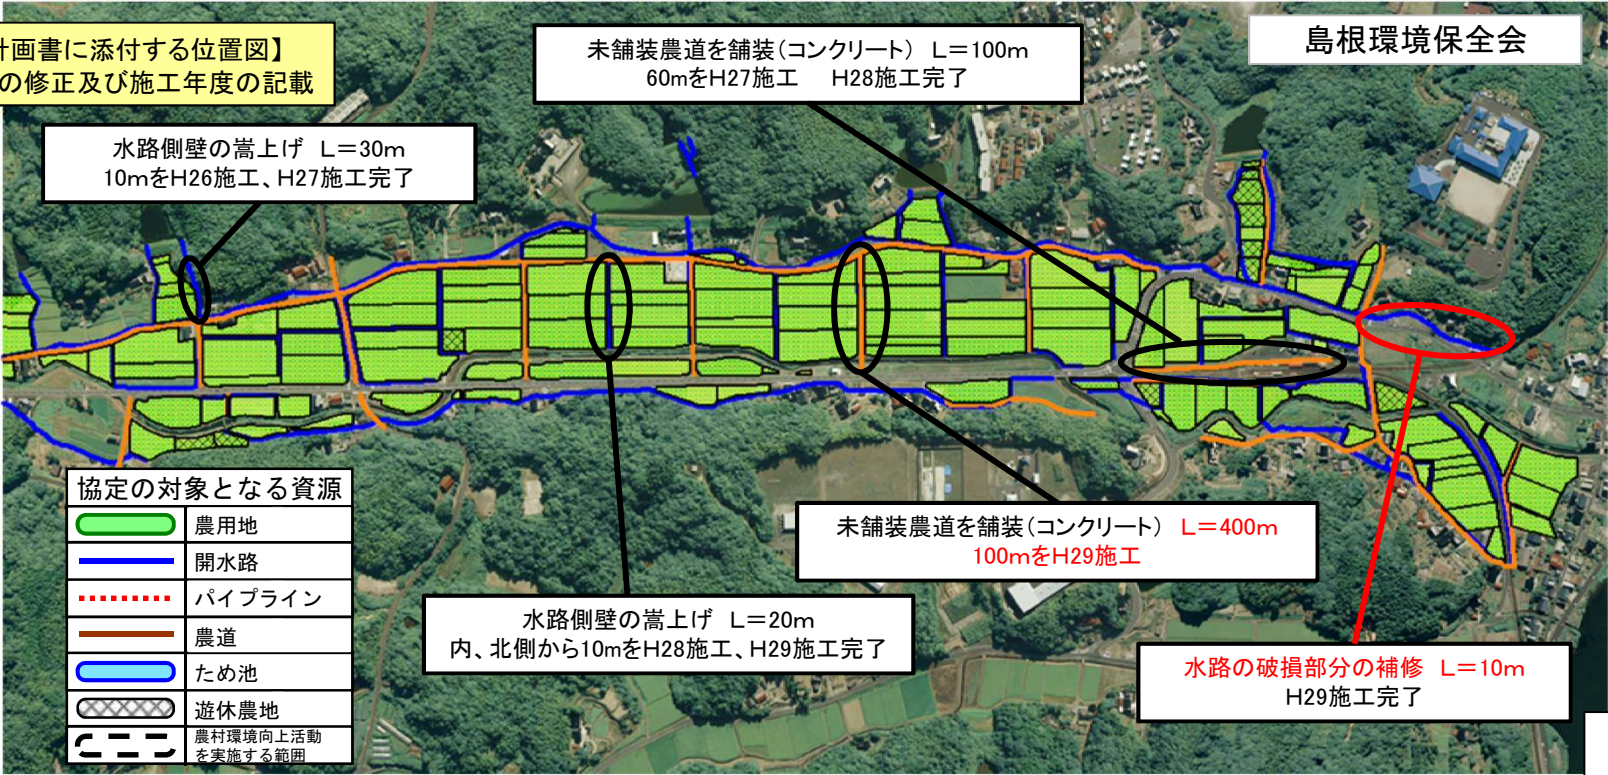 計画書に添付する位置図】
の修正及び施工年度の記載
島根環境保全会
未舗装農道を舗装(コンクリート) L=100m
60mをH27施工 H28施工完了
水路側壁の嵩上げ L=30m
10mをH26施工、H27施工完了
未舗装農道を舗装(コンクリート) L=400m
100mをH29施工
水路側壁の嵩上げ L=20m
内、北側から10mをH28施工、H29施工完了
水路の破損部分の補修 L=10m
H29施工完了
協定の対象となる資源
農用地
開水路
パイプライン
農道
ため池
遊休農地
農村環境向上活動
を実施する範囲